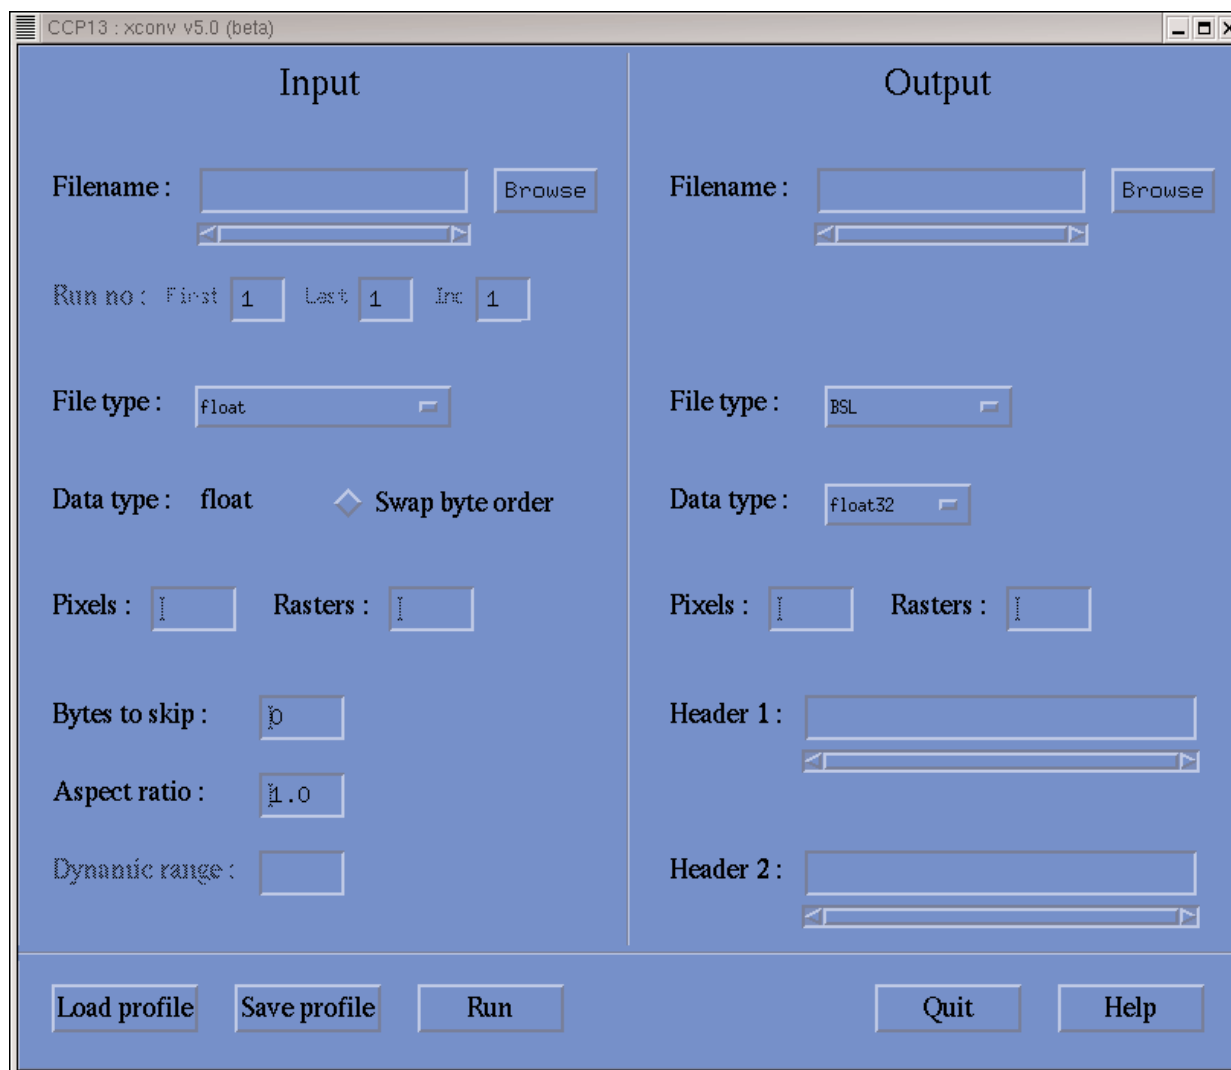 CCP13 : xconv v5.0 (beta)
Input
Filename :
Browse
Run no : First 1 Last 1 Inc 1
File type : float
Data type : float Swap byte order
Pixels : Rasters :
Bytes to skip : 0
Aspect ratio : 1.0
Dynamic range :
Output
Filename :
Browse
File type : BSL
Data type : float32
Pixels : Rasters :
Header 1 :
Header 2 :
Load profile Save profile Run Quit Help